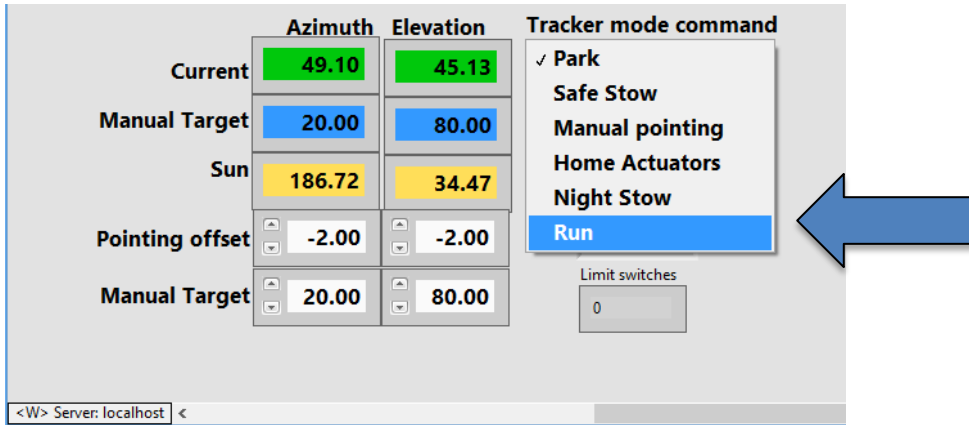 Azimuth Elevation Tracker mode command
Current 49.10 45.13 ✓ Park
Safe Stow
Manual Target 20.00 80.00 Manual pointing
Home Actuators
Sun 186.72 34.47 Night Stow
Pointing offset -2.00 -2.00 Run
Limit switches
Manual Target 20.00 80.00 0
<W> Server: localhost <